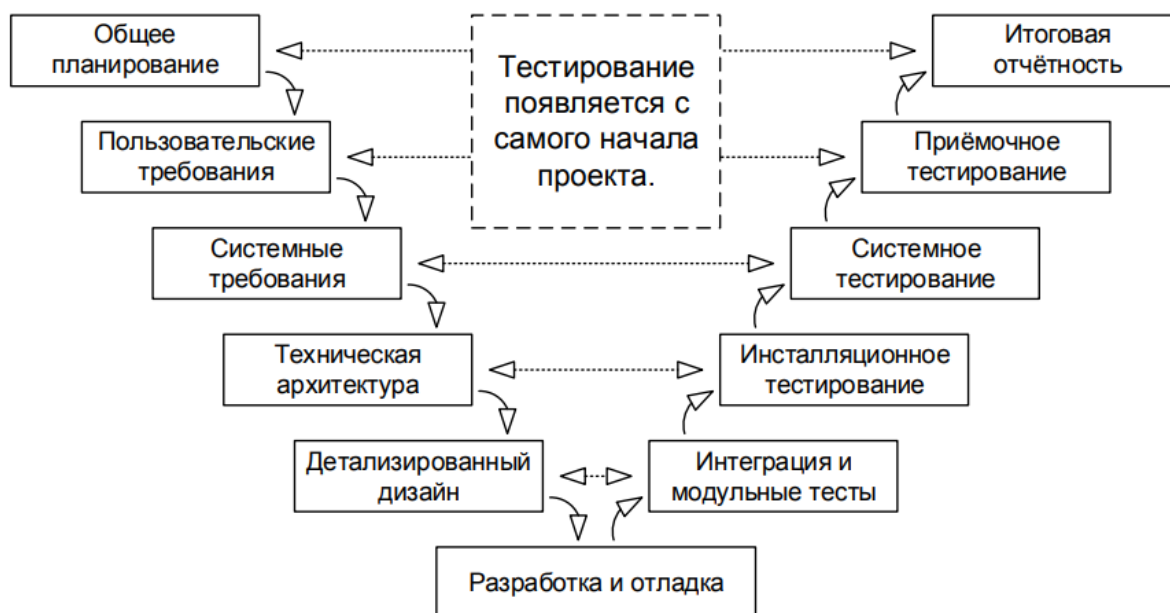 Общее
планирование
Тестирование
появляется с
самого начала
проекта.
Итоговая
отчётность
Пользовательские
требования
Приёмочное
тестирование
Системные
требования
Системное
тестирование
Техническая
архитектура
Инсталляционное
тестирование
Детализированный
дизайн
Интеграция и
модульные тесты
Разработка и отладка